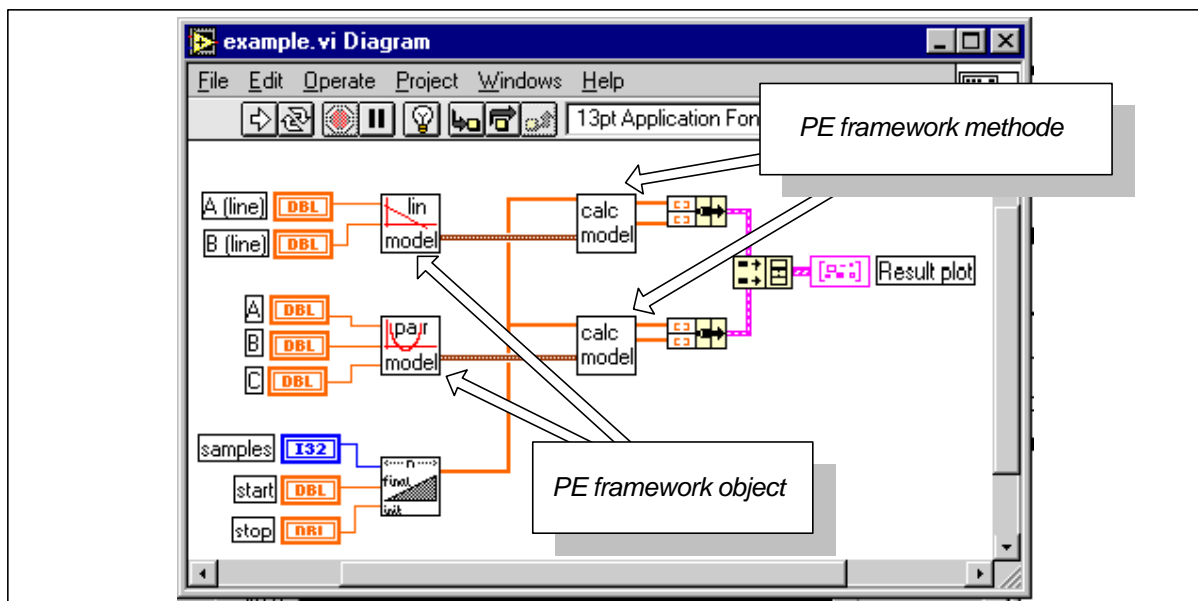 example.vi Diagram
File Edit Operate Project Windows Help
13pt Application Fon
PE framework methode
A (line) DBL
lin
model
calc
model
B (line) DBL
Result plot
A DBL
B DBL
C DBL
par
model
calc
model
samples I32
start DBL
stop DBL
n
final
init
PE framework object